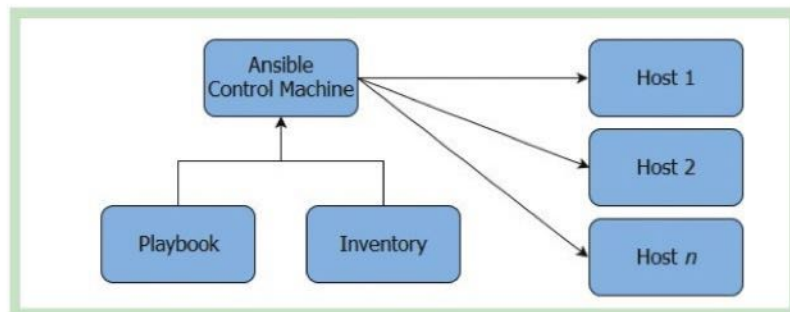 Ansible
Control Machine
Host 1
Host 2
Playbook
Inventory
Host n